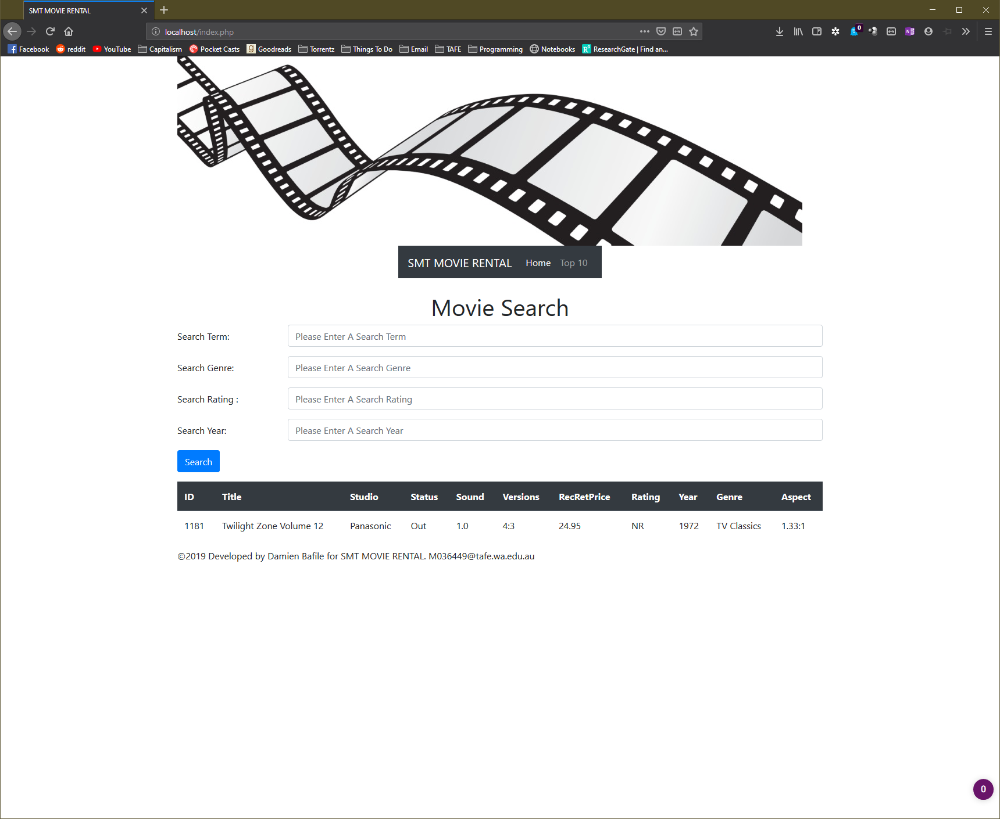 SMT MOVIE RENTAL
localhost/index.php
0
Facebook reddit YouTube Capitalism Pocket Casts Goodreads Torrentz Things To Do Email TAFE Programming Notebooks ResearchGate | Find an...
SMT MOVIE RENTAL Home Top 10
Movie Search
Search Term: Please Enter A Search Term
Search Genre: Please Enter A Search Genre
Search Rating : Please Enter A Search Rating
Search Year: Please Enter A Search Year
Search
ID Title Studio Status Sound Versions RecRetPrice Rating Year Genre Aspect
1181 Twilight Zone Volume 12 Panasonic Out 1.0 4:3 24.95 NR 1972 TV Classics 1.33:1
©2019 Developed by Damien Bafile for SMT MOVIE RENTAL. M036449@tafe.wa.edu.au
0